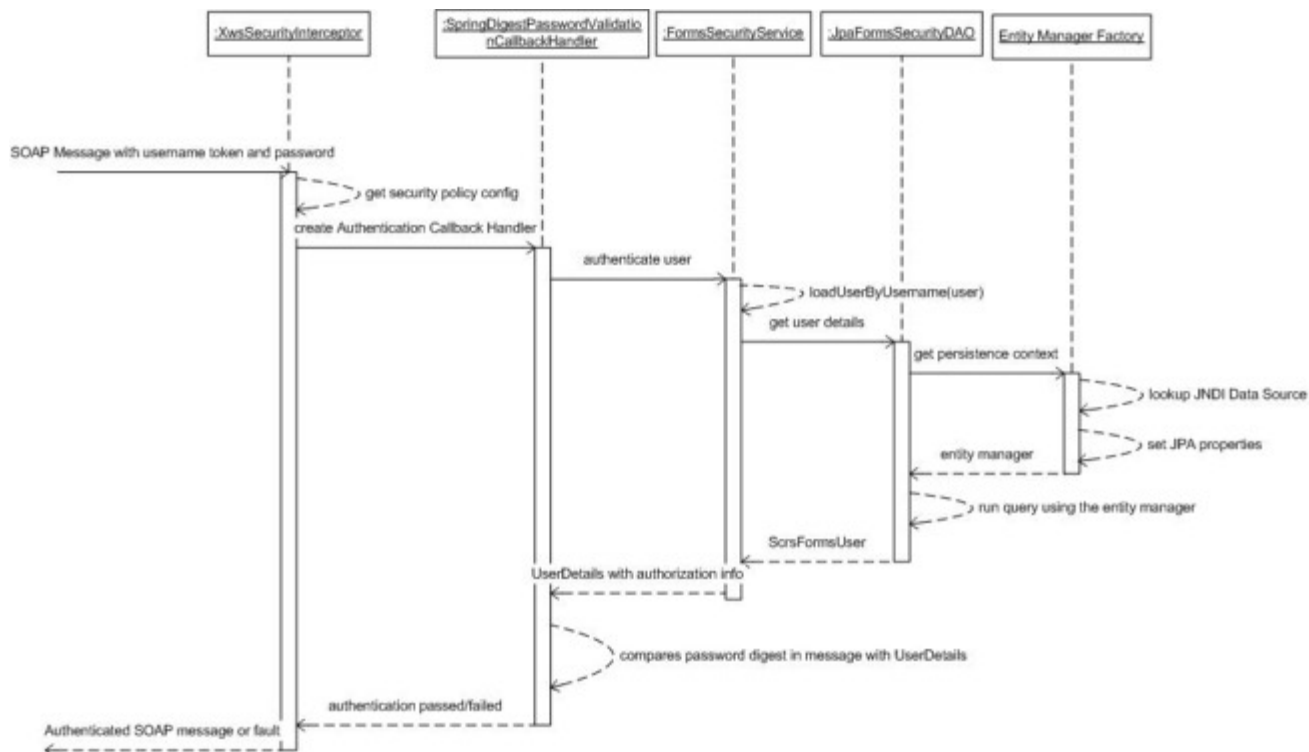 :XwsSecurityInterceptor
:SpringDigestPasswordValidatio
nCallbackHandler
:FormsSecurityService
:JpaFormsSecurityDAO
Entity Manager Factory
SOAP Message with username token and password
get security policy config
create Authentication Callback Handler
authenticate user
loadUserByUsername(user)
get user details
get persistence context
lookup JNDI Data Source
set JPA properties
entity manager
run query using the entity manager
ScrsFormsUser
UserDetails with authorization info
compares password digest in message with UserDetails
authentication passed/failed
Authenticated SOAP message or fault